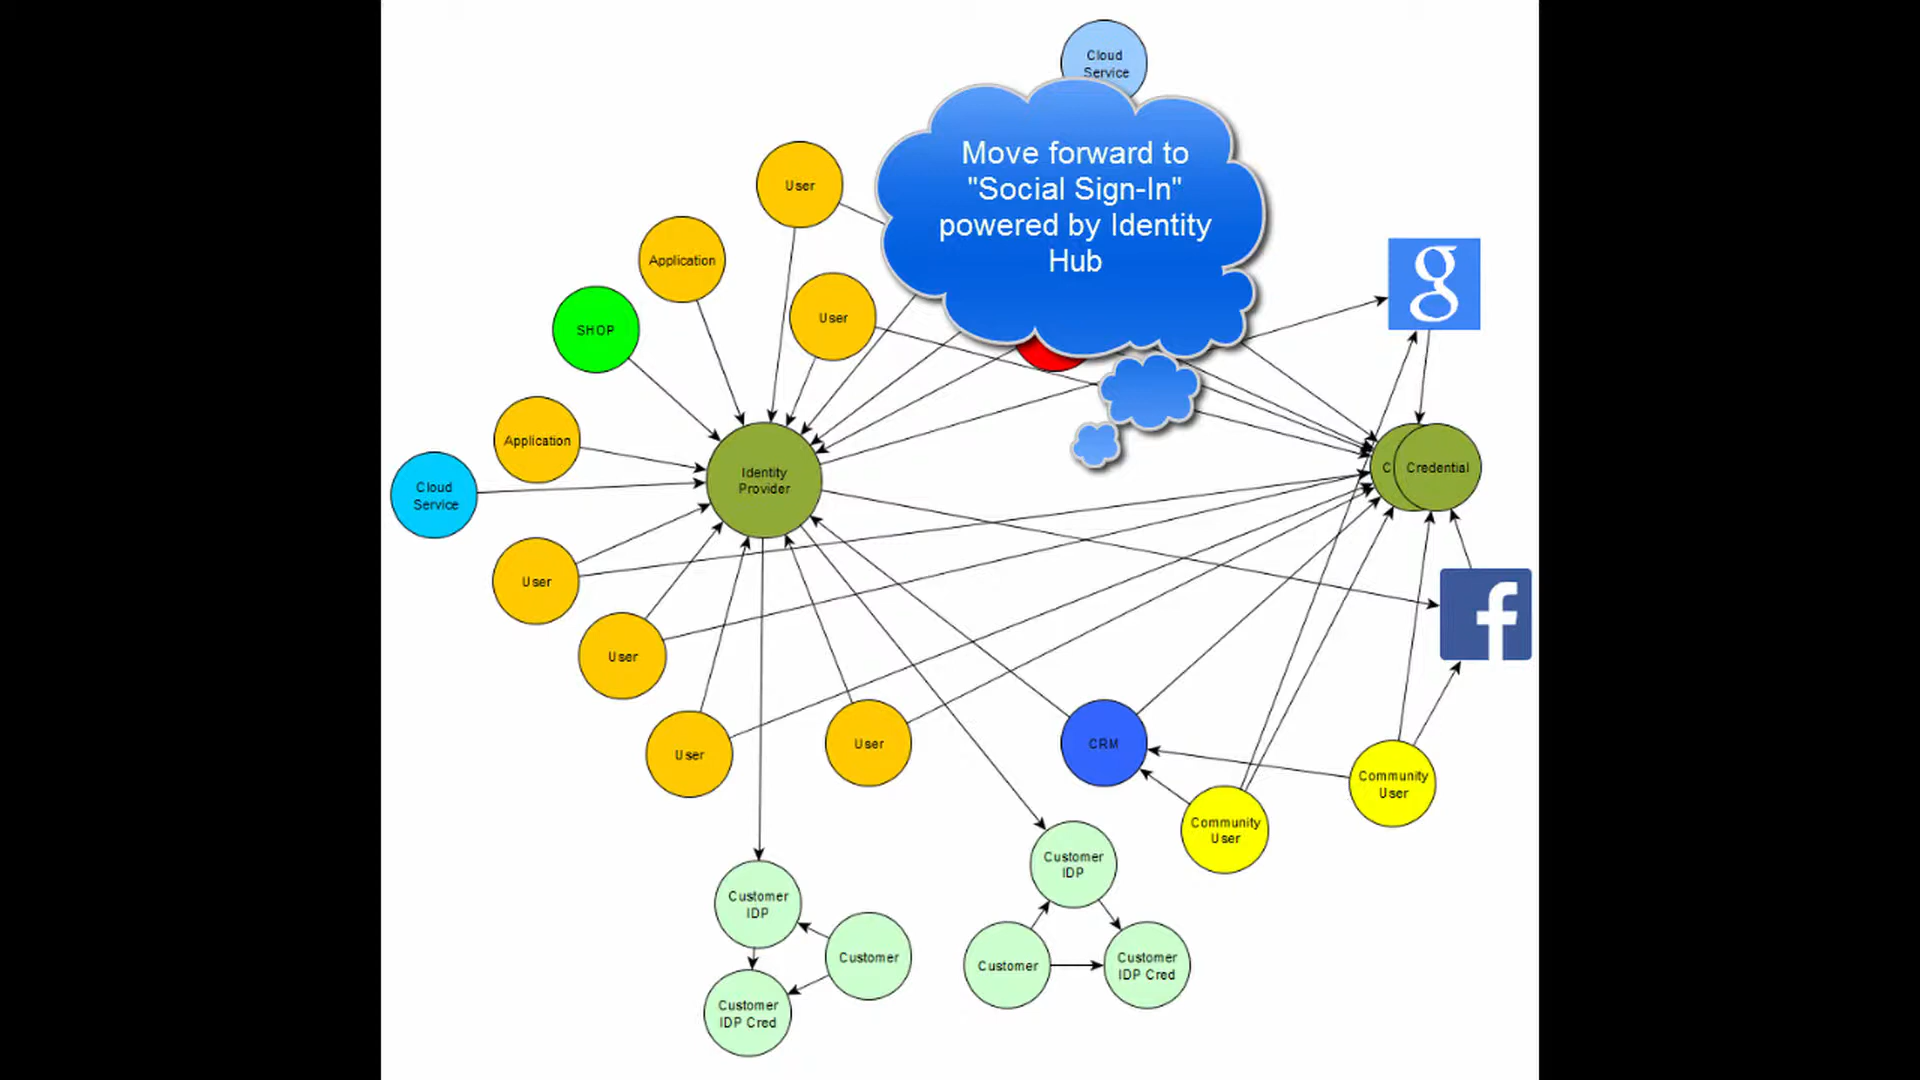 Cloud
Service
Move forward to
"Social Sign-In"
powered by Identity
Hub
User
Application
User
SHOP
g
Application
Identity
Provider
C
Credential
Cloud
Service
User
f
User
User
User
CRM
Community
User
Community
User
Customer
IDP
Customer
IDP
Customer
Customer
Customer
IDP Cred
Customer
IDP Cred